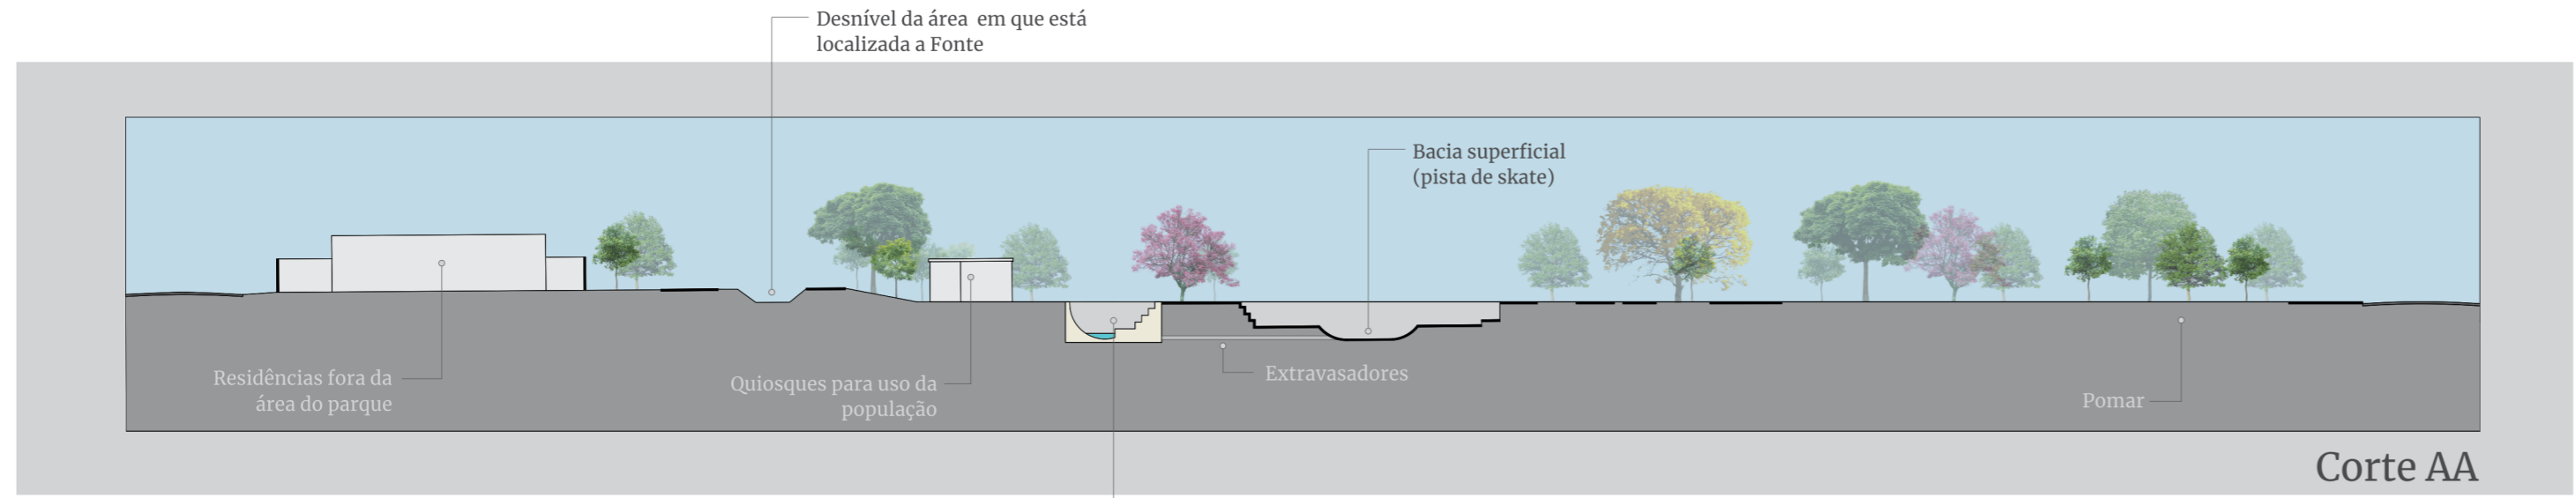 Desnível da área em que está
localizada a Fonte
Bacia superficial
(pista de skate)
Residências fora da
área do parque
Quiosques para uso da
população
Extravasadores
Pomar
Corte AA